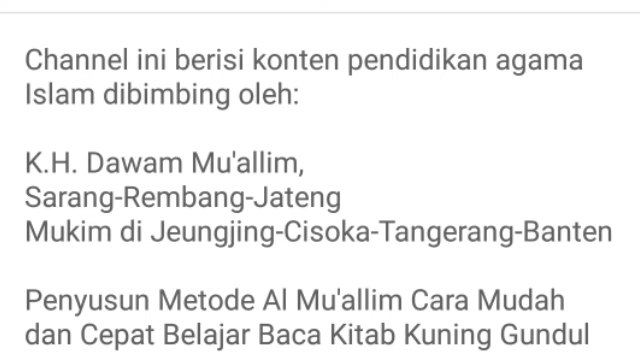 Channel ini berisi konten pendidikan agama
Islam dibimbing oleh:
K.H. Dawam Mu'allim,
Sarang-Rembang-Jateng
Mukim di Jeungjing-Cisoka-Tangerang-Banten
Penyusun Metode Al Mu'allim Cara Mudah
dan Cepat Belajar Baca Kitab Kuning Gundul